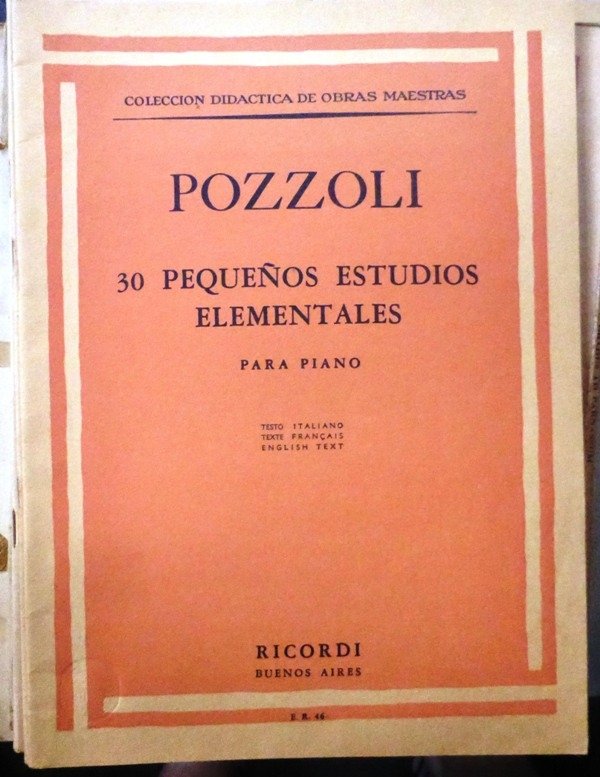 COLECCION DIDACTICA DE OBRAS MAESTRAS
POZZOLI
30 PEQUEÑOS ESTUDIOS
ELEMENTALES
PARA PIANO
TESTO ITALIANO
TEXTE FRANÇAIS
ENGLISH TEXT
RICORDI
BUENOS AIRES
E. R. 46